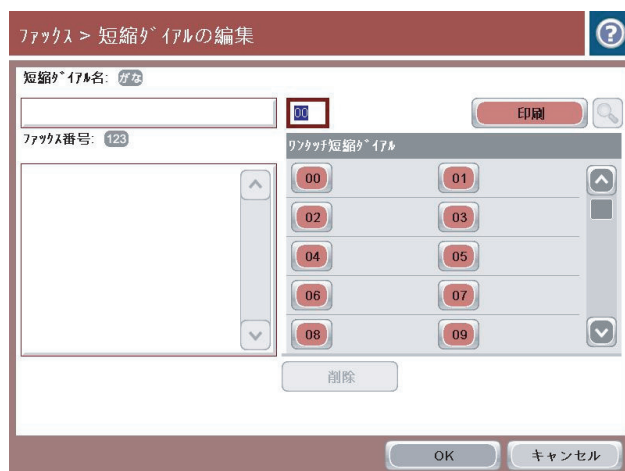 ﾌｧｯｸｽ > 短縮ﾀﾞｲｱﾙの編集
短縮ﾀﾞｲｱﾙ名: がな
00
印刷
ﾌｧｯｸｽ番号: 123
ﾜﾝﾀｯﾁ短縮ﾀﾞｲｱﾙ
00 01
02 03
04 05
06 07
08 09
削除
OK キャンセル